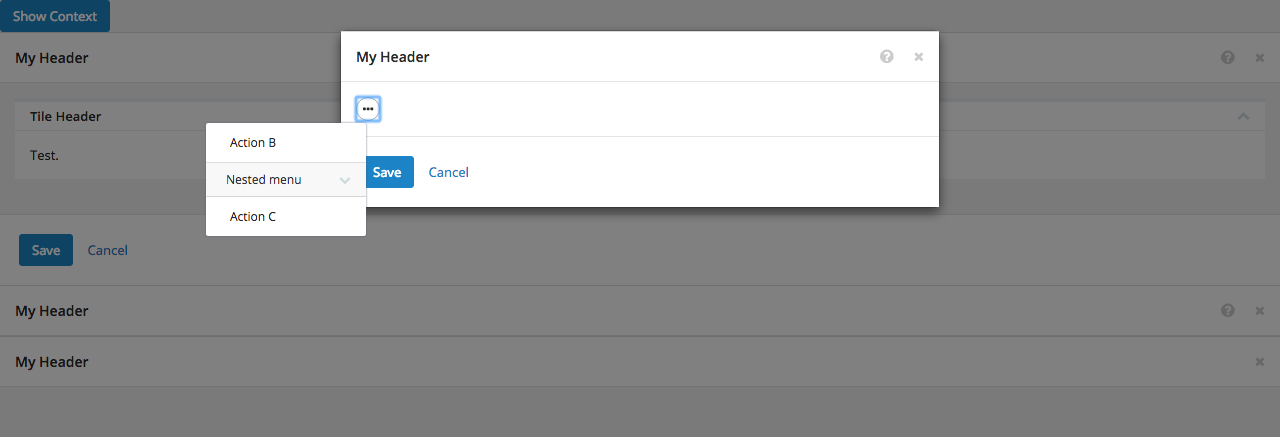 Show Context
My Header
My Header
Tile Header
Test.
Action B
Nested menu
Action C
Save Cancel
Save Cancel
My Header
My Header